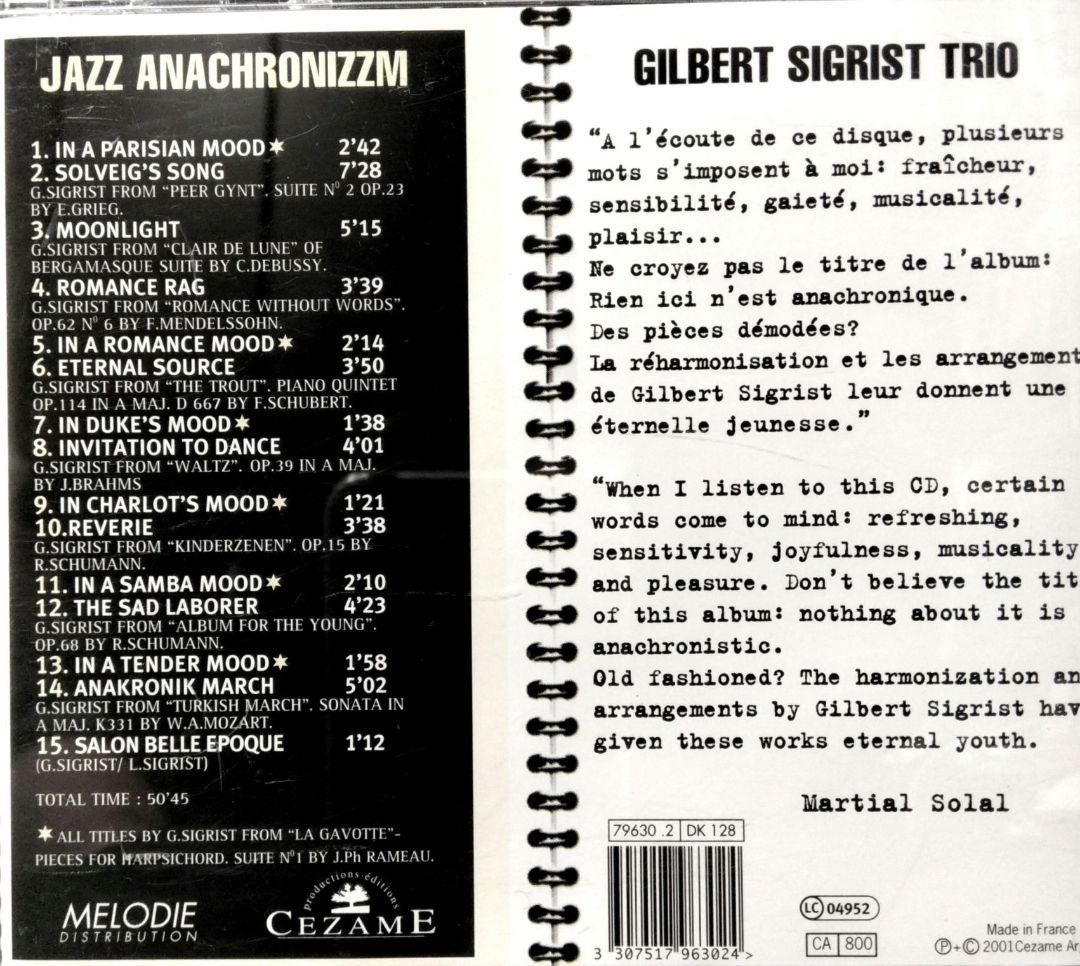 JAZZ ANACHRONIZZM
1. IN A PARISIAN MOOD✶ 2'42
2. SOLVEIG'S SONG 7'28
G.SIGRIST FROM "PEER GYNT". SUITE N⁰ 2 OP.23
BY E.GRIEG.
3. MOONLIGHT 5'15
G.SIGRIST FROM "CLAIR DE LUNE" OF
BERGAMASQUE SUITE BY C.DEBUSSY.
4. ROMANCE RAG 3'39
G.SIGRIST FROM "ROMANCE WITHOUT WORDS".
OP.62 N⁰ 6 BY F.MENDELSSOHN.
5. IN A ROMANCE MOOD✶ 2'14
6. ETERNAL SOURCE 3'50
G.SIGRIST FROM "THE TROUT". PIANO QUINTET
OP.114 IN A MAJ. D 667 BY F.SCHUBERT.
7. IN DUKE'S MOOD✶ 1'38
8. INVITATION TO DANCE 4'01
G.SIGRIST FROM "WALTZ". OP.39 IN A MAJ.
BY J.BRAHMS
9. IN CHARLOT'S MOOD✶ 1'21
10.REVERIE 3'38
G.SIGRIST FROM "KINDERZENEN". OP.15 BY
R.SCHUMANN.
11. IN A SAMBA MOOD✶ 2'10
12. THE SAD LABORER 4'23
G.SIGRIST FROM "ALBUM FOR THE YOUNG".
OP.68 BY R.SCHUMANN.
13. IN A TENDER MOOD✶ 1'58
14. ANAKRONIK MARCH 5'02
G.SIGRIST FROM "TURKISH MARCH". SONATA IN
A MAJ. K331 BY W.A.MOZART.
15. SALON BELLE EPOQUE 1'12
(G.SIGRIST/ L.SIGRIST)
TOTAL TIME : 50'45
✶ ALL TITLES BY G.SIGRIST FROM "LA GAVOTTE"-
PIECES FOR HARPSICHORD. SUITE N⁰1 BY J.Ph RAMEAU.
MELODIE
DISTRIBUTION
productions·éditions
CEZAME
GILBERT SIGRIST TRIO
"A l'écoute de ce disque, plusieurs
mots s'imposent à moi: fraîcheur,
sensibilité, gaieté, musicalité,
plaisir...
Ne croyez pas le titre de l'album:
Rien ici n'est anachronique.
Des pièces démodées?
La réharmonisation et les arrangement
de Gilbert Sigrist leur donnent une
éternelle jeunesse."
"When I listen to this CD, certain
words come to mind: refreshing,
sensitivity, joyfulness, musicality
and pleasure. Don't believe the tit
of this album: nothing about it is
anachronistic.
Old fashioned? The harmonization an
arrangements by Gilbert Sigrist hav
given these works eternal youth.
Martial Solal
79630 .2 DK 128
3 307517 963024 >
LC 04952
CA 800
Made in France
℗+© 2001Cezame Ar